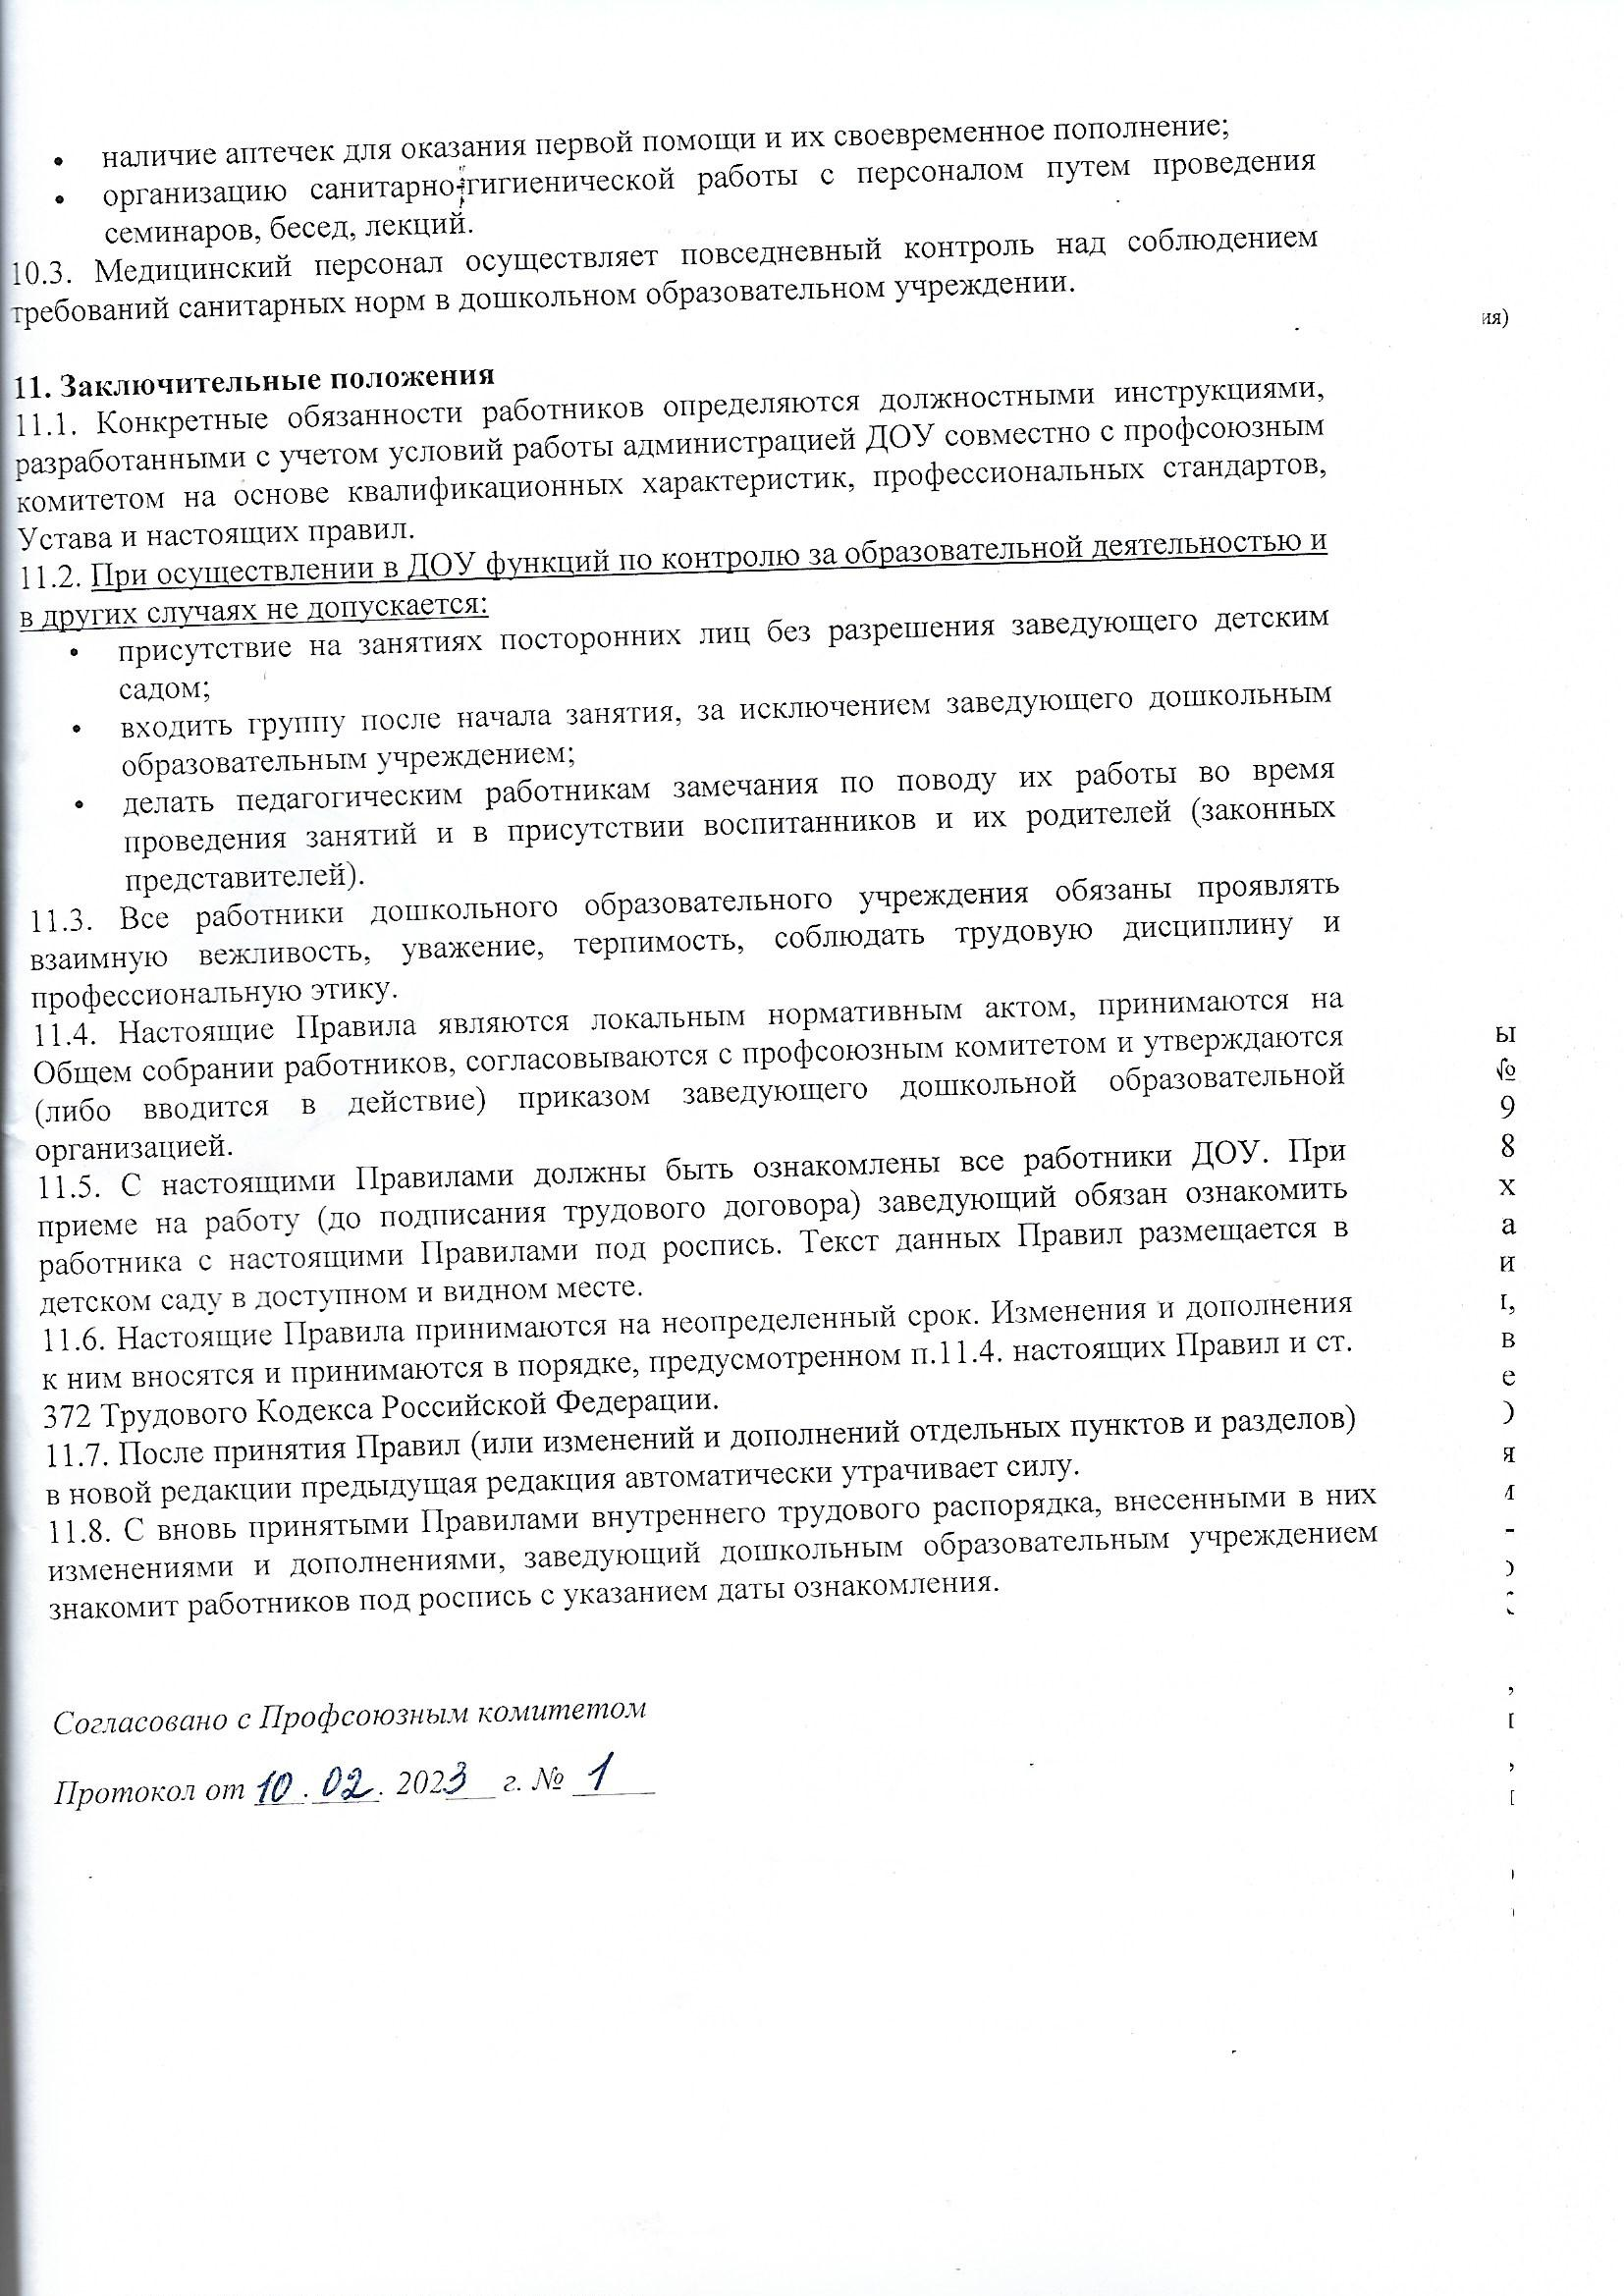 • наличие аптечек для оказания первой помощи и их своевременное пополнение;
• организацию санитарно-гигиенической работы с персоналом путем проведения
семинаров, бесед, лекций.
10.3. Медицинский персонал осуществляет повседневный контроль над соблюдением
требований санитарных норм в дошкольном образовательном учреждении.
ия)
11. Заключительные положения
11.1. Конкретные обязанности работников определяются должностными инструкциями,
разработанными с учетом условий работы администрацией ДОУ совместно с профсоюзным
комитетом на основе квалификационных характеристик, профессиональных стандартов,
Устава и настоящих правил.
11.2. При осуществлении в ДОУ функций по контролю за образовательной деятельностью и
в других случаях не допускается:
• присутствие на занятиях посторонних лиц без разрешения заведующего детским
садом;
• входить группу после начала занятия, за исключением заведующего дошкольным
образовательным учреждением;
• делать педагогическим работникам замечания по поводу их работы во время
проведения занятий и в присутствии воспитанников и их родителей (законных
представителей).
11.3. Все работники дошкольного образовательного учреждения обязаны проявлять
взаимную вежливость, уважение, терпимость, соблюдать трудовую дисциплину и
профессиональную этику.
11.4. Настоящие Правила являются локальным нормативным актом, принимаются на
Общем собрании работников, согласовываются с профсоюзным комитетом и утверждаются
(либо вводится в действие) приказом заведующего дошкольной образовательной
организацией.
11.5. С настоящими Правилами должны быть ознакомлены все работники ДОУ. При
приеме на работу (до подписания трудового договора) заведующий обязан ознакомить
работника с настоящими Правилами под роспись. Текст данных Правил размещается в
детском саду в доступном и видном месте.
11.6. Настоящие Правила принимаются на неопределенный срок. Изменения и дополнения
к ним вносятся и принимаются в порядке, предусмотренном п.11.4. настоящих Правил и ст.
372 Трудового Кодекса Российской Федерации.
11.7. После принятия Правил (или изменений и дополнений отдельных пунктов и разделов)
в новой редакции предыдущая редакция автоматически утрачивает силу.
11.8. С вновь принятыми Правилами внутреннего трудового распорядка, внесенными в них
изменениями и дополнениями, заведующий дошкольным образовательным учреждением
знакомит работников под роспись с указанием даты ознакомления.
Согласовано с Профсоюзным комитетом
Протокол от 10 . 02 . 2023 г. № 1
ы
№
9
8
х
а
и
в
е
)
я
-